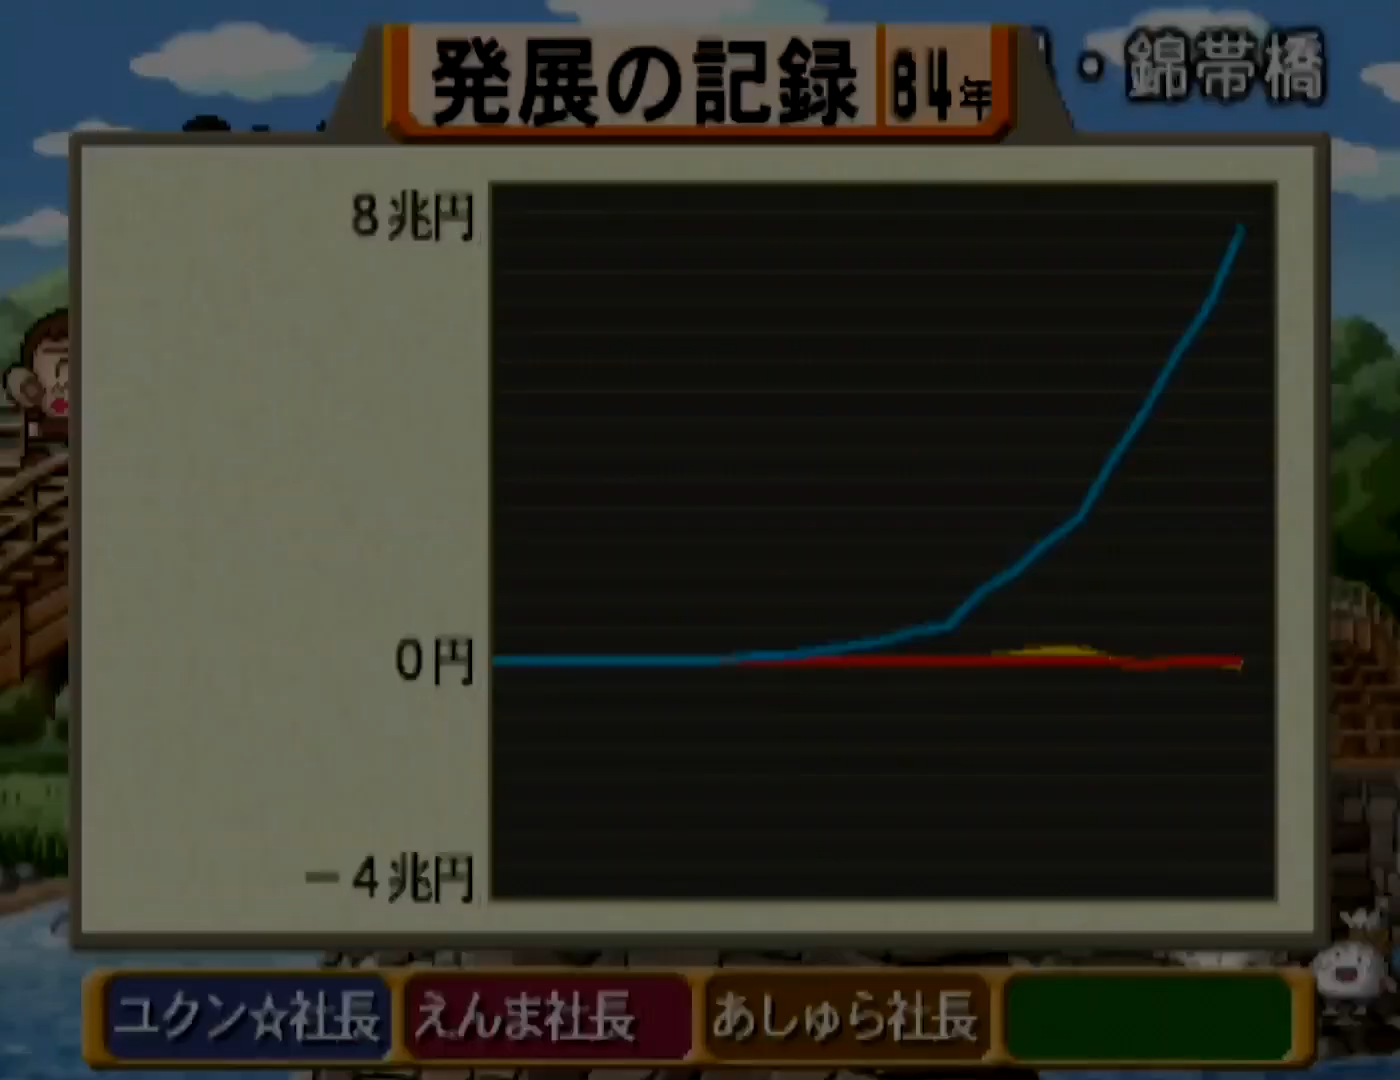 発展の記録 84年
・錦帯橋
8兆円
0円
－4兆円
ユクン☆社長 えんま社長 あしゅら社長